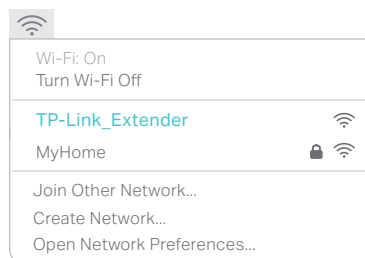 Wi-Fi: On
Turn Wi-Fi Off
TP-Link_Extender
MyHome
Join Other Network...
Create Network...
Open Network Preferences...